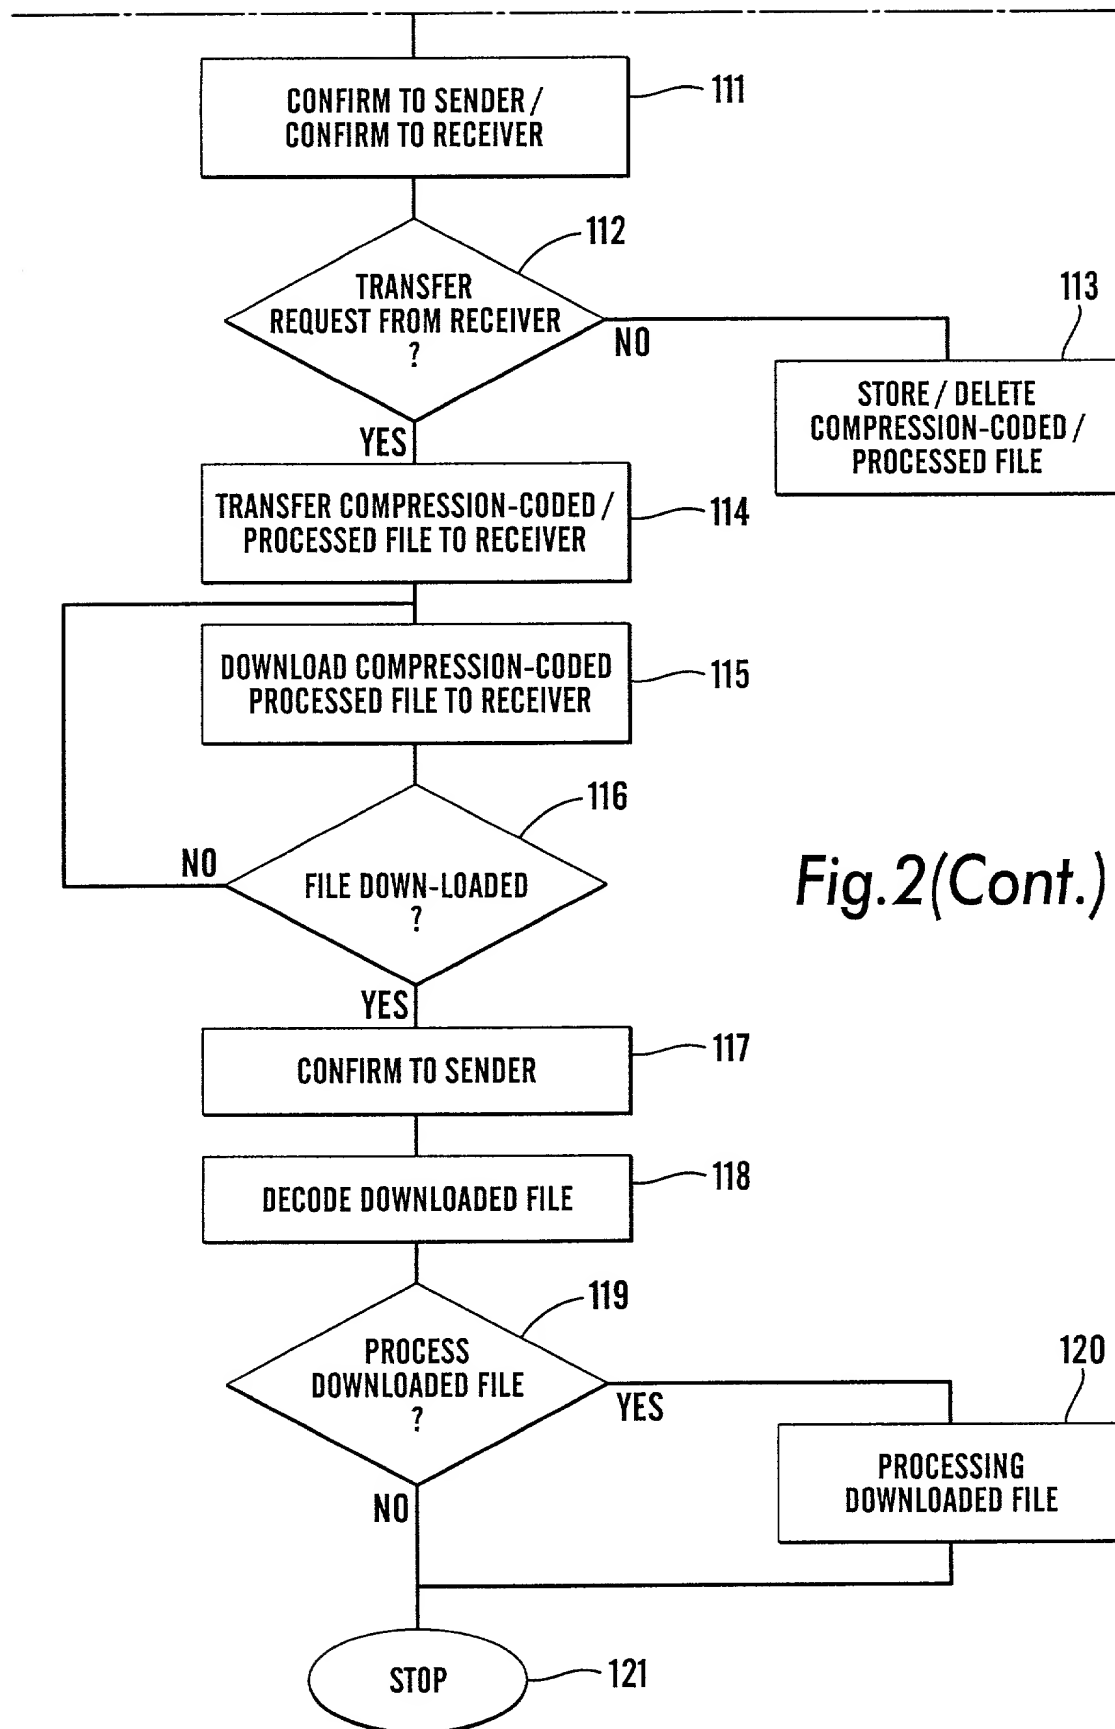 CONFIRM TO SENDER /
CONFIRM TO RECEIVER
111
112
TRANSFER
REQUEST FROM RECEIVER
?
NO
113
STORE / DELETE
COMPRESSION-CODED /
PROCESSED FILE
YES
TRANSFER COMPRESSION-CODED /
PROCESSED FILE TO RECEIVER
114
DOWNLOAD COMPRESSION-CODED
PROCESSED FILE TO RECEIVER
115
116
NO
FILE DOWN-LOADED
?
Fig.2(Cont.)
YES
CONFIRM TO SENDER
117
DECODE DOWNLOADED FILE
118
119
PROCESS
DOWNLOADED FILE
?
YES
120
PROCESSING
DOWNLOADED FILE
NO
STOP
121